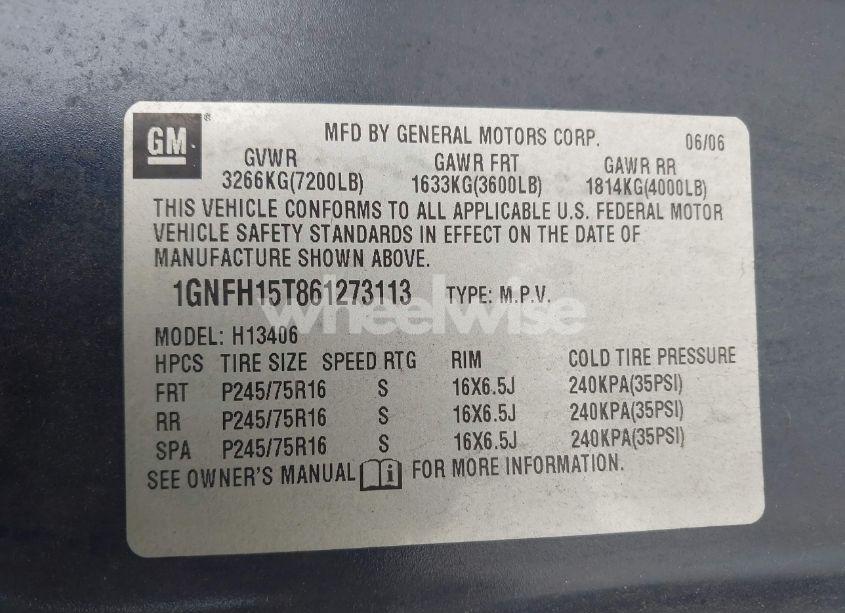 GM ®
MFD BY GENERAL MOTORS CORP. 06/06
GVWR GAWR FRT GAWR RR
3266KG(7200LB) 1633KG(3600LB) 1814KG(4000LB)
THIS VEHICLE CONFORMS TO ALL APPLICABLE U.S. FEDERAL MOTOR
VEHICLE SAFETY STANDARDS IN EFFECT ON THE DATE OF
MANUFACTURE SHOWN ABOVE.
1GNFH15T861273113 TYPE: M.P.V.
wheelwise
MODEL: H13406
HPCS TIRE SIZE SPEED RTG RIM COLD TIRE PRESSURE
FRT P245/75R16 S 16X6.5J 240KPA(35PSI)
RR P245/75R16 S 16X6.5J 240KPA(35PSI)
SPA P245/75R16 S 16X6.5J 240KPA(35PSI)
SEE OWNER'S MANUAL i FOR MORE INFORMATION.